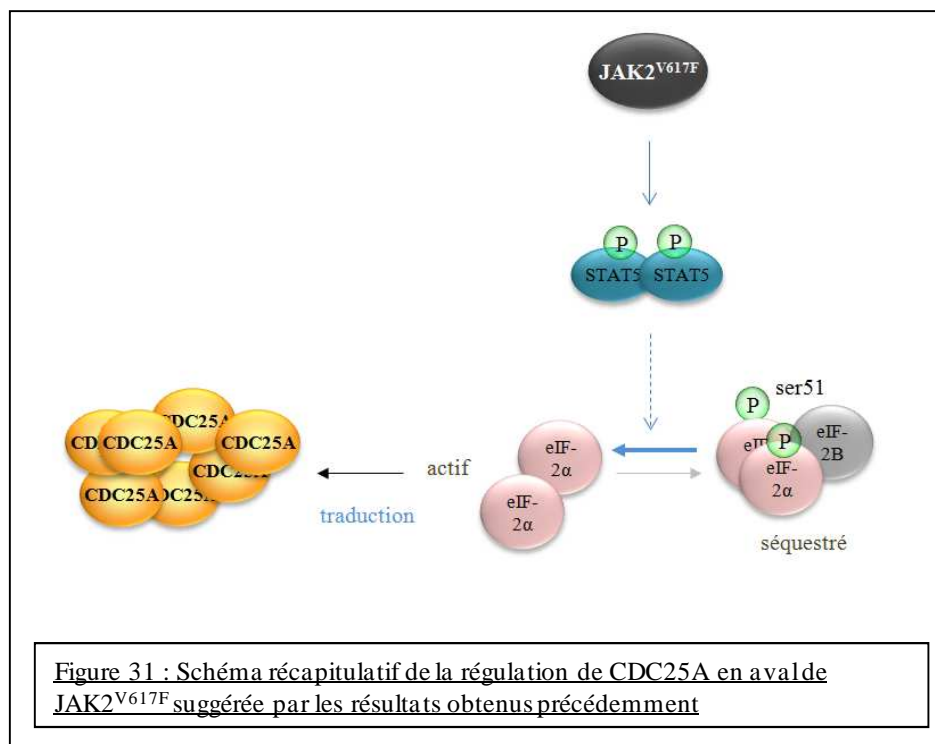 JAK2V617F
P P
STAT5 STAT5
ser51
P
P
eIF-
2B
eIF-
2α
eIF-
2α
eIF-
2α
actif
traduction
séquestré
CDC25A
CDC25A
CDC25A
CDC25A
Figure 31 : Schéma récapitulatif de la régulation de CDC25A en aval de
JAK2V617F suggérée par les résultats obtenus précédemment